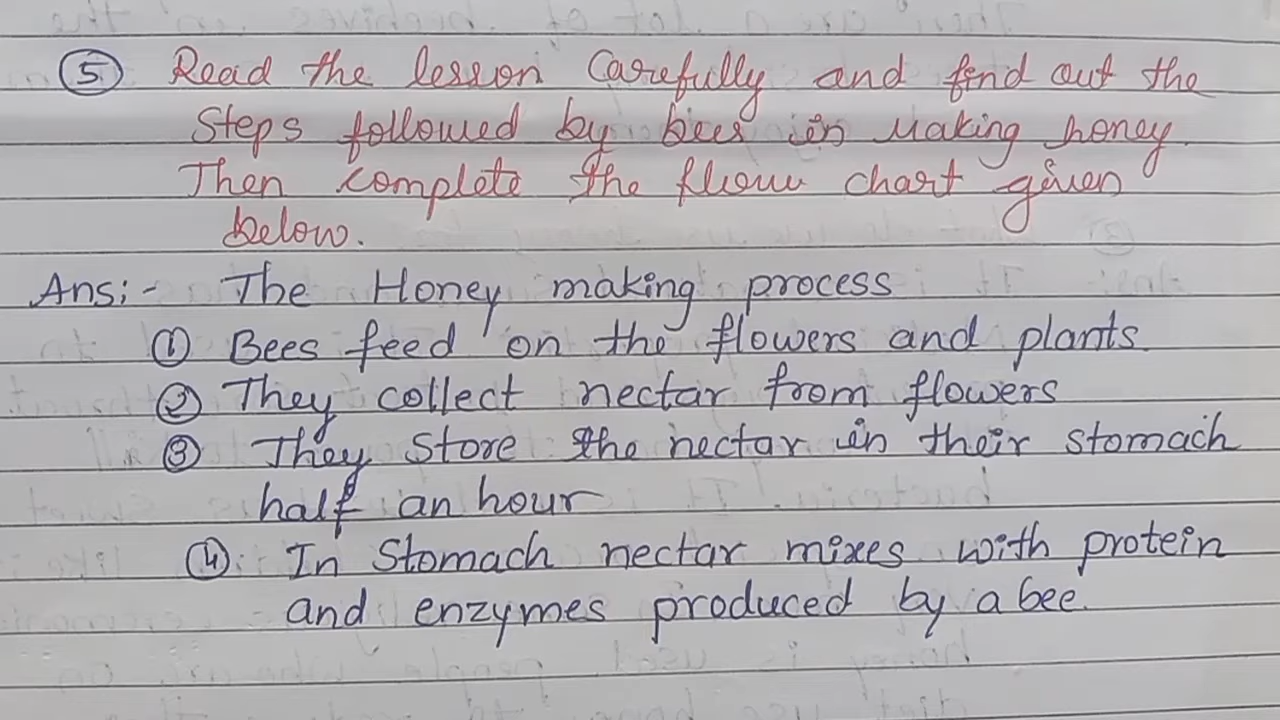 ⑤ Read the lesson Carefully and find out the
Steps followed by bees in Making honey.
Then complete the flow chart given
below.
Ans:- The Honey making process
① Bees feed on the flowers and plants.
② They collect nectar from flowers
③ They Store the nectar in their stomach
half an hour
④ In Stomach nectar mixes with protein
and enzymes produced by a bee.